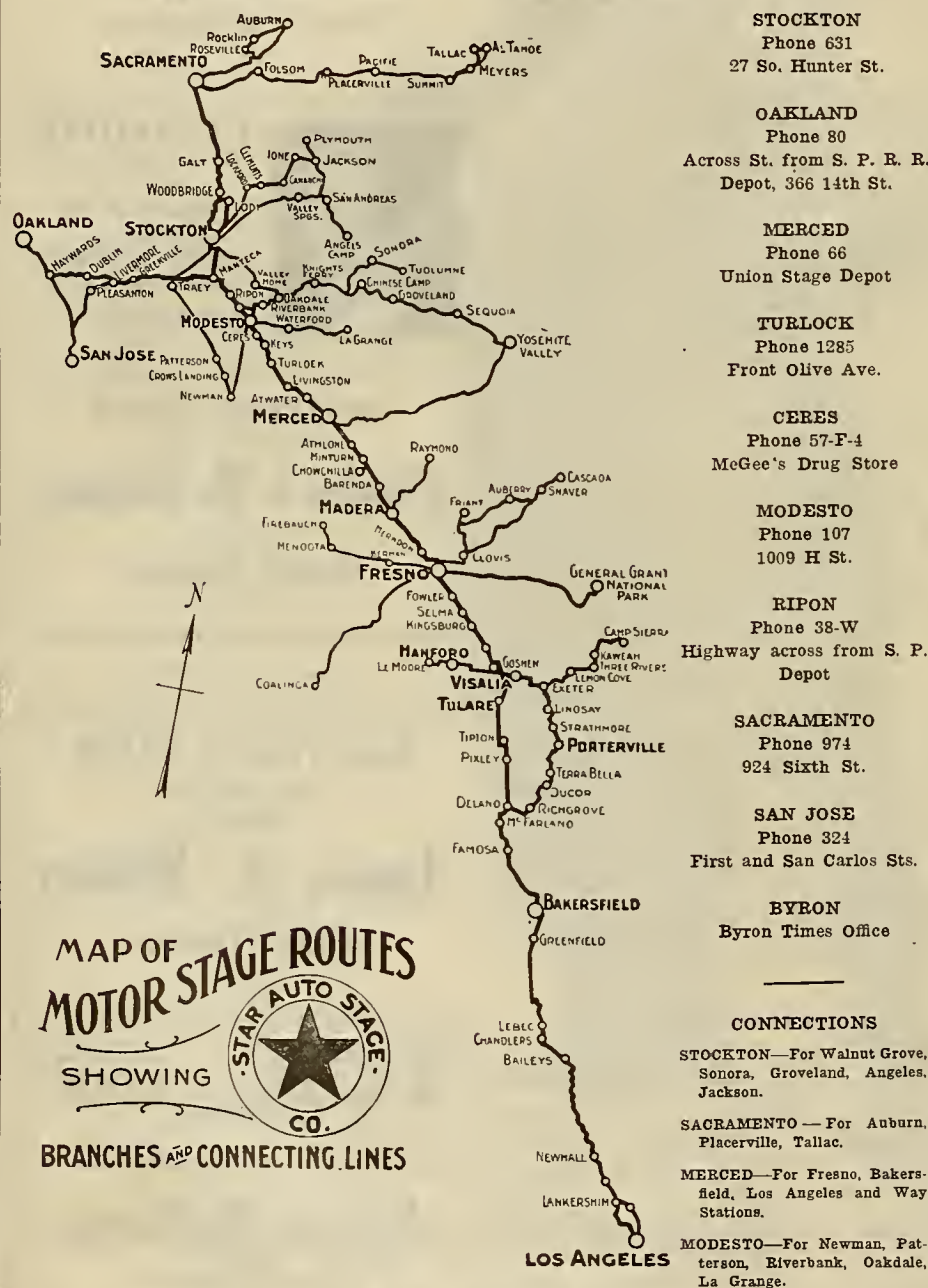 AUBURN
Rocklin
ROSEVILLE
SACRAMENTO
FOLSOM
PLACERVILLE
PACIFIC
SUMMIT
TALLAC
AL TAHOE
MEYERS
GALT
WOODBRIDGE
LODI
LOCKFORD
CLEMENTS
IONE
CAMANCHE
PLYMOUTH
JACKSON
VALLEY
SPGS.
SAN ANDREAS
ANGELS
CAMP
OAKLAND
STOCKTON
HAYWARDS
DUBLIN
LIVERMORE
GREENVILLE
PLEASANTON
TRACY
MANTECA
VALLEY
HOME
KNIGHTS
FERRY
SONORA
TUOLUMNE
CHINESE CAMP
GROVELAND
SEQUOIA
YOSEMITE
VALLEY
RIPON
OAKDALE
RIVERBANK
MODESTO
WATERFORD
LA GRANGE
CERES
KEYS
SAN JOSE
PATTERSON
CROWS LANDING
NEWMAN
TURLOCK
LIVINGSTON
ATWATER
MERCED
ATHLONE
MINTURN
CHOWCHILLA
BARENDA
RAYMOND
MADERA
FIREBAUGH
MENDOTA
KERMAN
HERNDON
FRIANT
AUBERRY
CASCADA
SHAVER
CLOVIS
FRESNO
GENERAL GRANT
NATIONAL
PARK
FOWLER
SELMA
KINGSBURG
COALINGA
HANFORD
LE MOORE
GOSHEN
VISALIA
CAMP SIERRA
KAWEAH
THREE RIVERS
LEMON COVE
EXETER
TULARE
LINDSAY
STRATHMORE
PORTERVILLE
TIPTON
PIXLEY
TERRA BELLA
DUCOR
RICHGROVE
DELANO
McFARLAND
FAMOSA
BAKERSFIELD
GREENFIELD
LEBEC
CHANDLERS
BAILEYS
NEWHALL
LANKERSHIM
LOS ANGELES
N
MAP OF
MOTOR STAGE ROUTES
SHOWING
STAR AUTO STAGE
CO.
BRANCHES AND CONNECTING LINES
STOCKTON
Phone 631
27 So. Hunter St.
OAKLAND
Phone 80
Across St. from S. P. R. R.
Depot, 366 14th St.
MERCED
Phone 66
Union Stage Depot
TURLOCK
Phone 1285
Front Olive Ave.
CERES
Phone 57-F-4
McGee's Drug Store
MODESTO
Phone 107
1009 H St.
RIPON
Phone 38-W
Highway across from S. P.
Depot
SACRAMENTO
Phone 974
924 Sixth St.
SAN JOSE
Phone 324
First and San Carlos Sts.
BYRON
Byron Times Office
CONNECTIONS
STOCKTON—For Walnut Grove,
Sonora, Groveland, Angeles,
Jackson.
SACRAMENTO — For Auburn,
Placerville, Tallac.
MERCED—For Fresno, Bakers-
field, Los Angeles and Way
Stations.
MODESTO—For Newman, Pat-
terson, Riverbank, Oakdale,
La Grange.